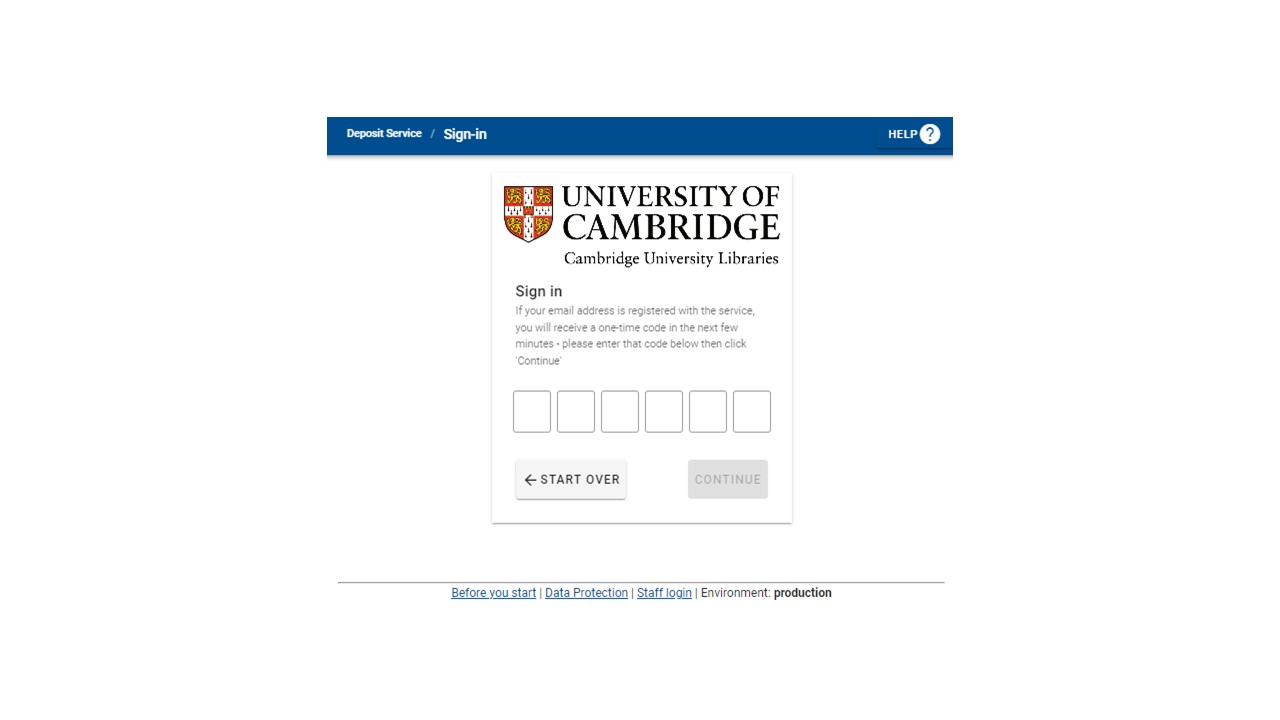 Deposit Service / Sign-in
HELP ?
UNIVERSITY OF
CAMBRIDGE
Cambridge University Libraries
Sign in
If your email address is registered with the service,
you will receive a one-time code in the next few
minutes - please enter that code below then click
'Continue'
START OVER
CONTINUE
Before you start | Data Protection | Staff login | Environment: production